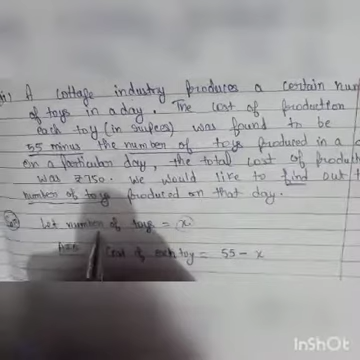 A cottage industry produces a certain num
of toys in a day. The cost of production
each toy (in rupees) was found to be
55 minus the number of toys produced in a d
on a particular day, the total cost of produ
was ₹750. we would like to find out t
number of toys produced on that day.
Let number of toys = x
cost of each toy = 55 - x
InShOt